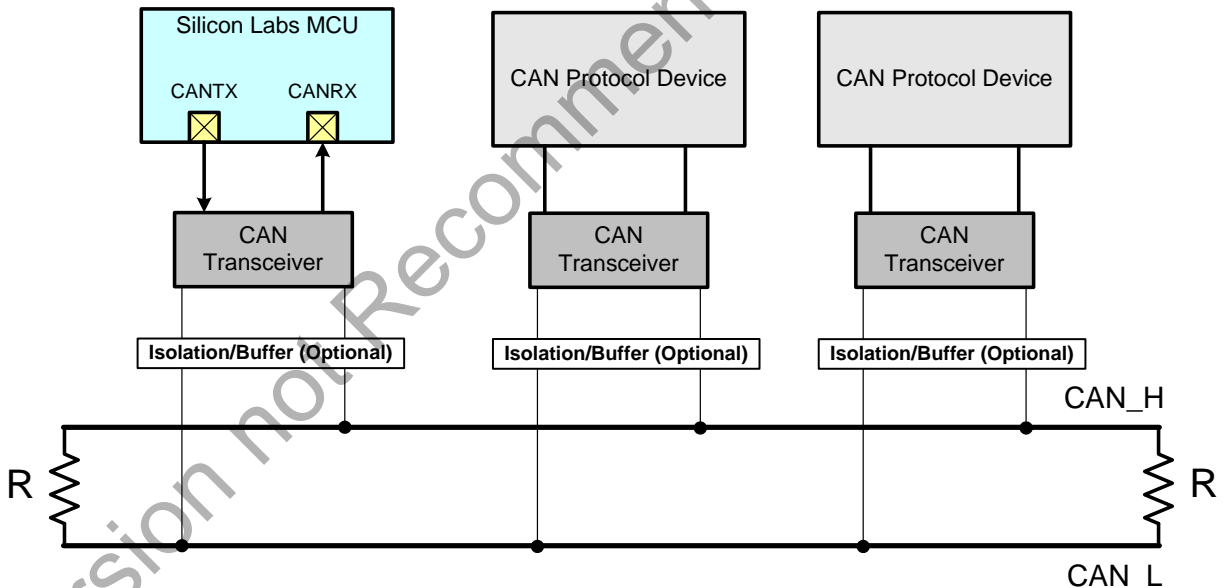 Silicon Labs MCU
CANTX CANRX
CAN Protocol Device
CAN Protocol Device
CAN
Transceiver
CAN
Transceiver
CAN
Transceiver
Isolation/Buffer (Optional)
Isolation/Buffer (Optional)
Isolation/Buffer (Optional)
CAN_H
R
R
CAN_L
not